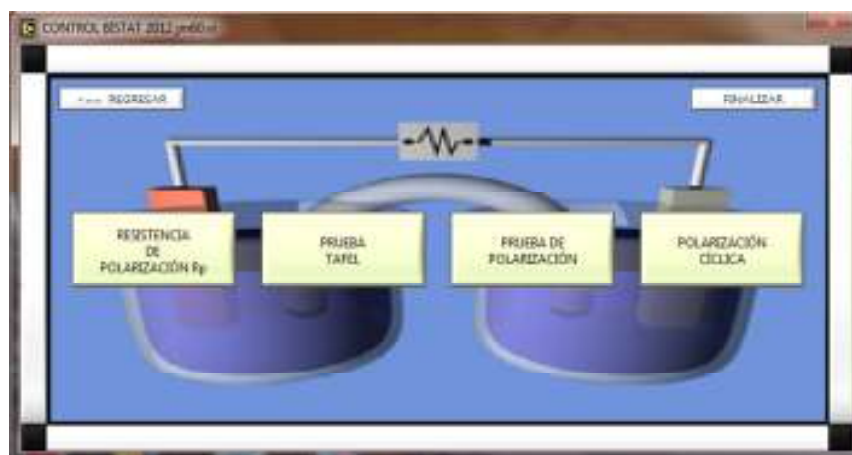 CONTROL BISTAT 2012
REGRESAR
FINALIZAR
RESISTENCIA
DE
POLARIZACIÓN Rp
PRUEBA
TAFEL
PRUEBA DE
POLARIZACIÓN
POLARIZACIÓN
CÍCLICA